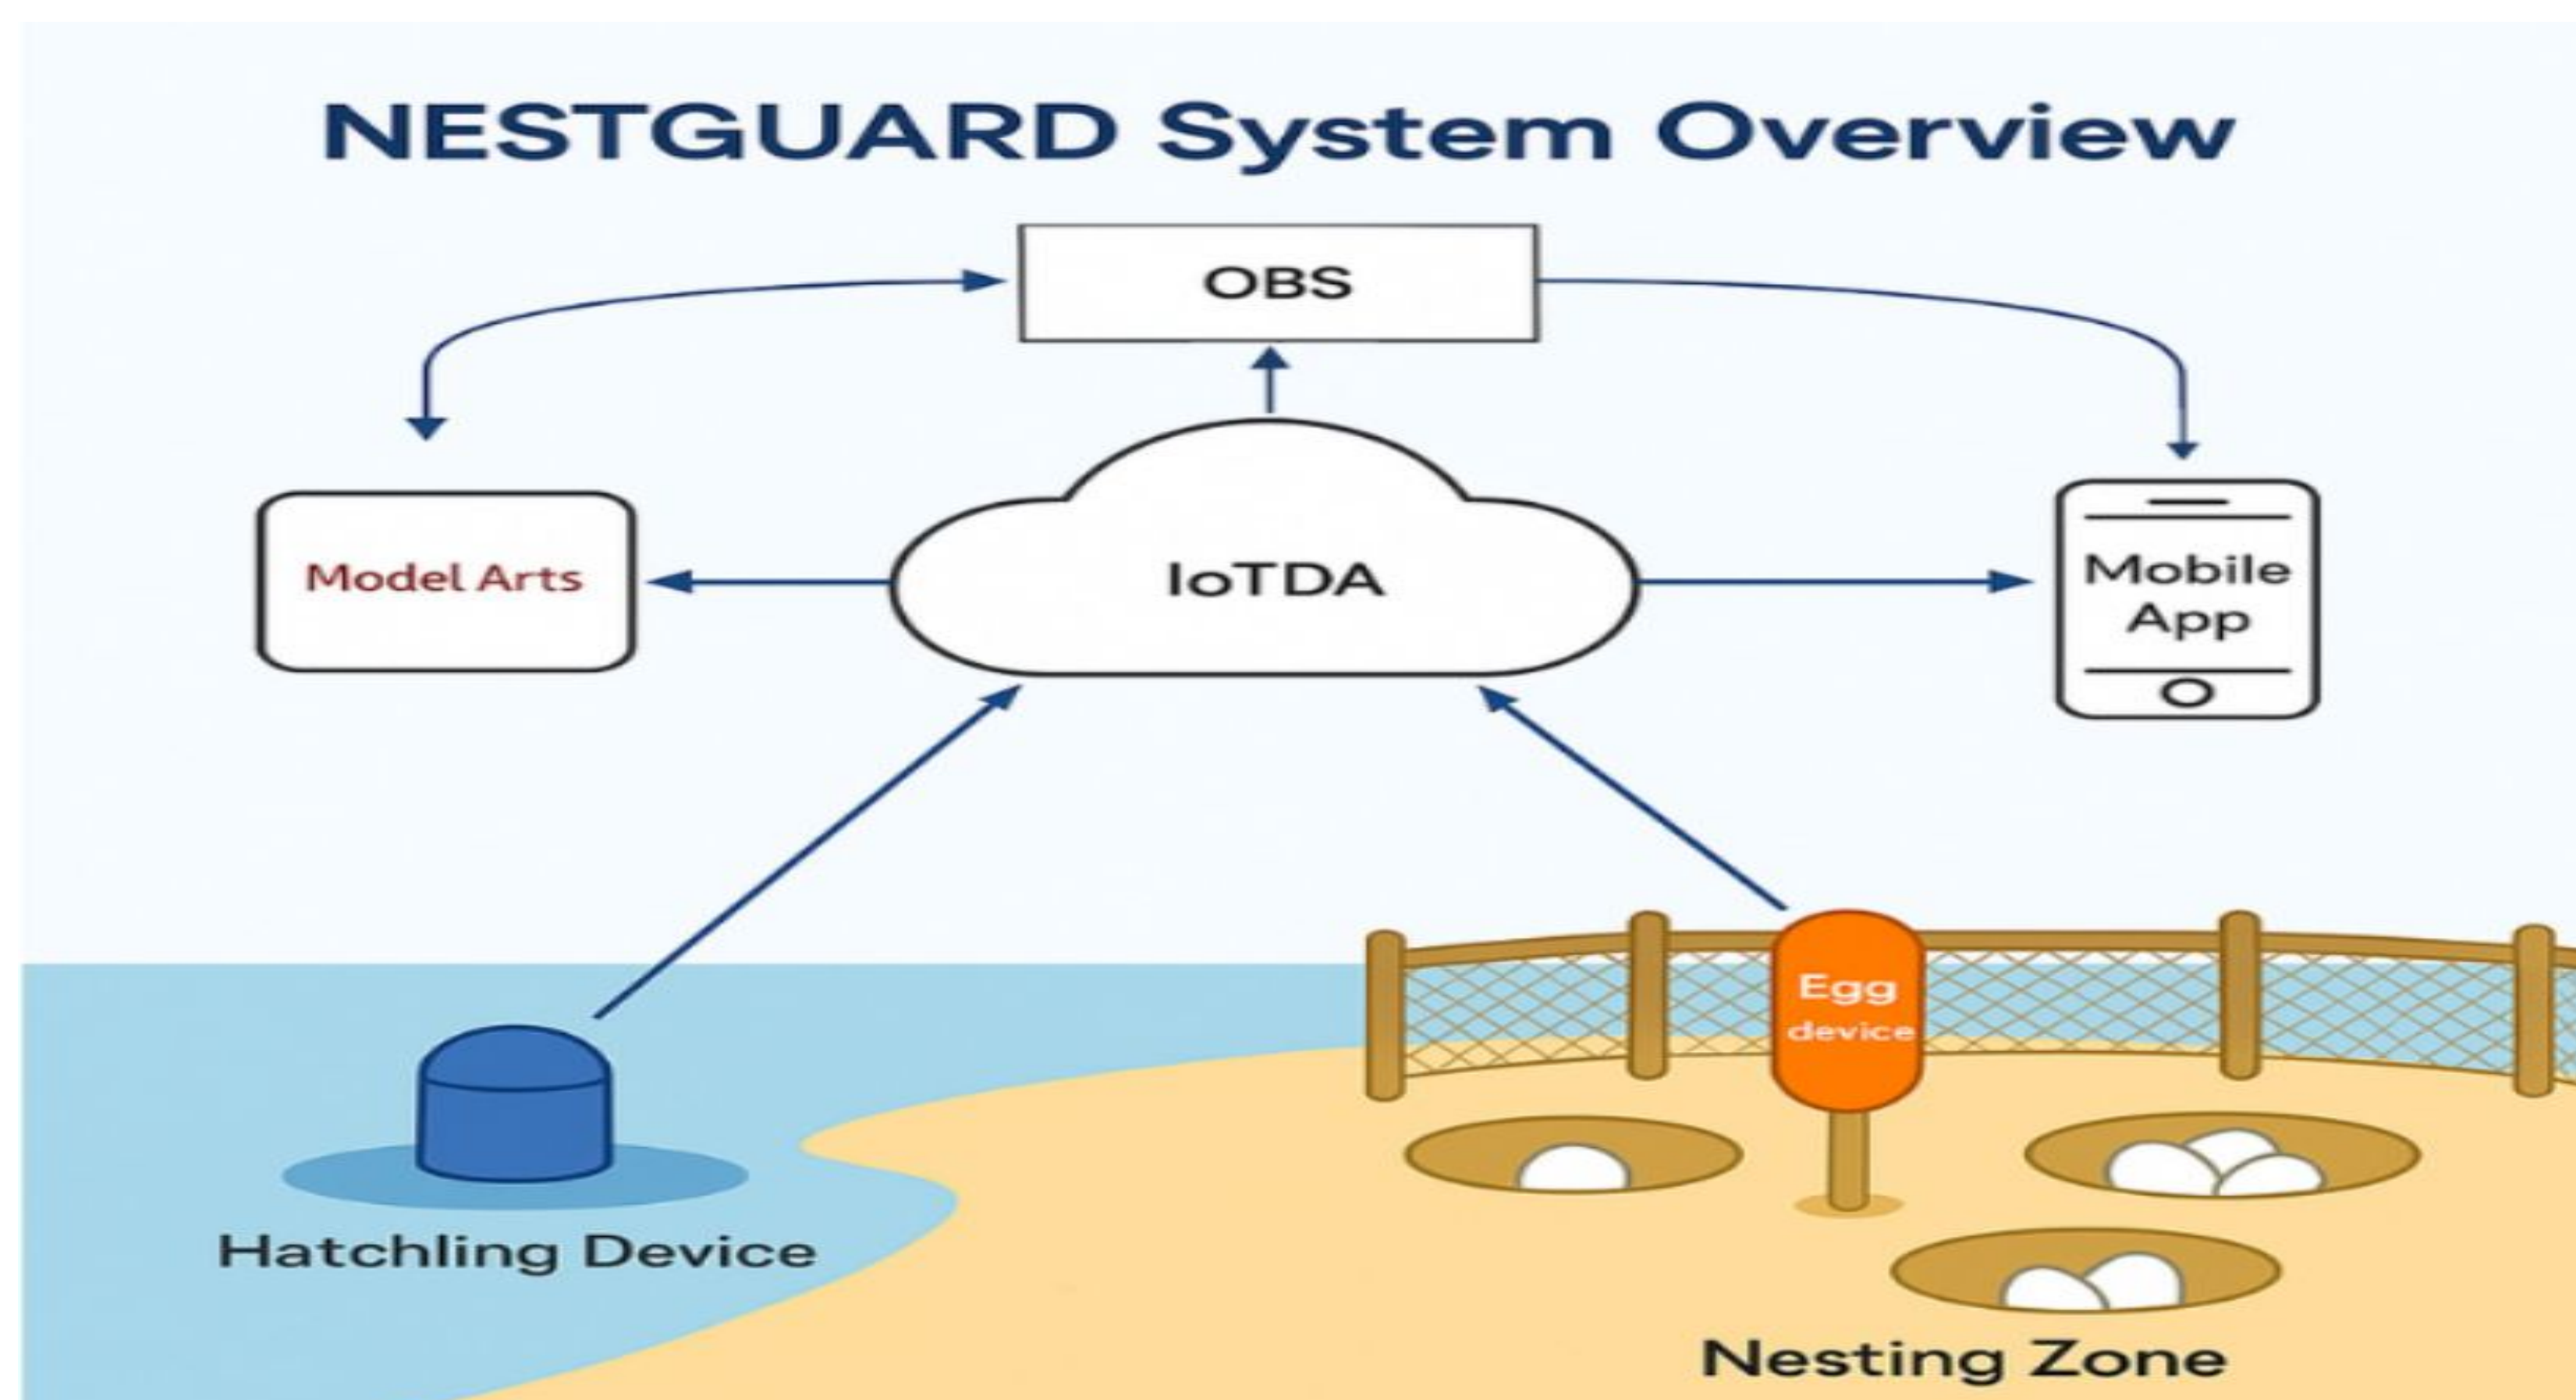 NESTGUARD System Overview
OBS
Model Arts
IoTDA
Mobile
App
Egg
device
Hatchling Device
Nesting Zone